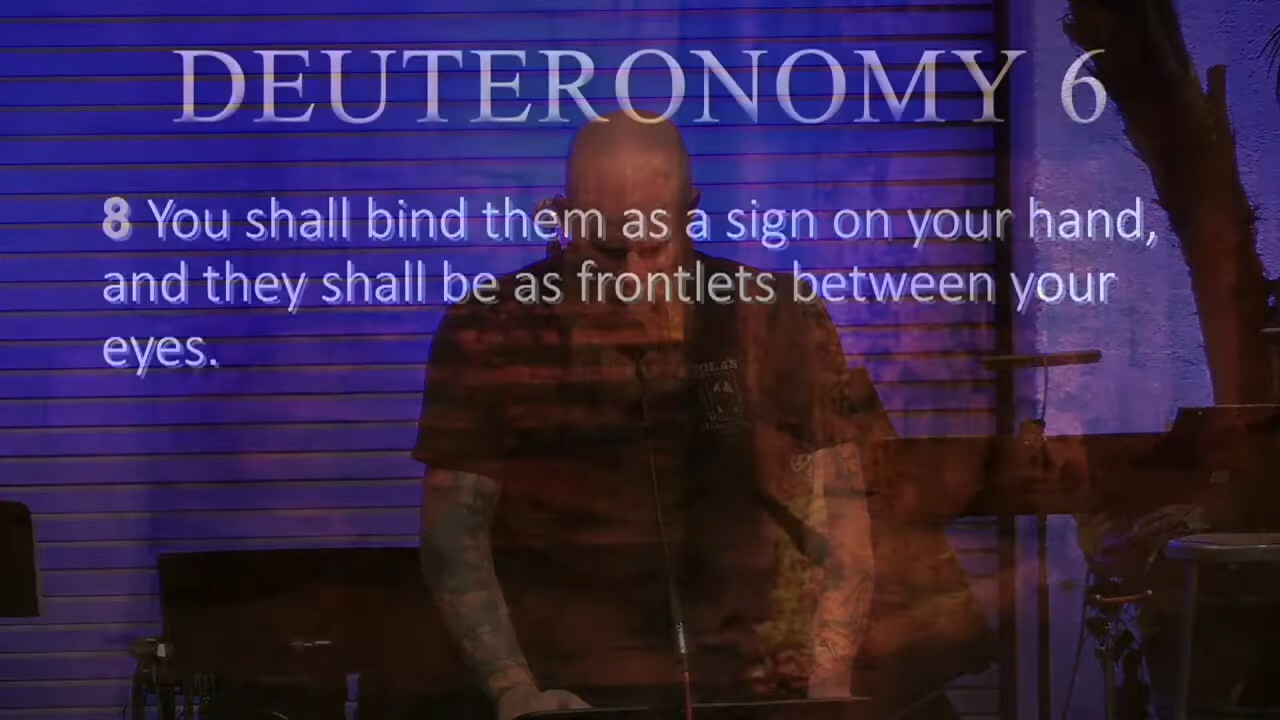 DEUTERONOMY 6
8 You shall bind them as a sign on your hand,
and they shall be as frontlets between your
eyes.